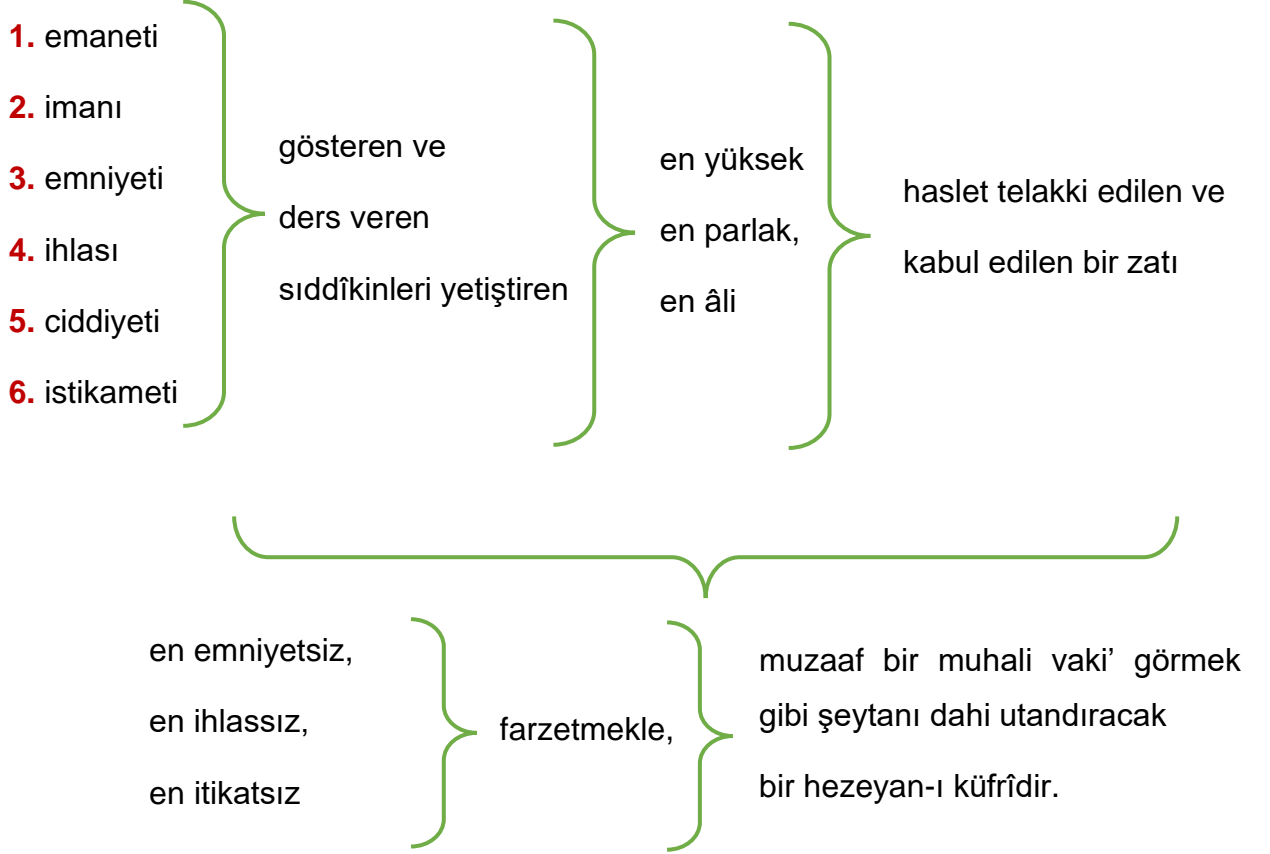 1. emaneti
2. imanı
3. emniyeti
4. ihlası
5. ciddiyeti
6. istikameti
gösteren ve
ders veren
sıddîkinleri yetiştiren
en yüksek
en parlak,
en âli
haslet telakki edilen ve
kabul edilen bir zatı
en emniyetsiz,
en ihlassız,
en itikatsız
farzetmekle,
muzaaf bir muhali vaki’ görmek
gibi şeytanı dahi utandıracak
bir hezeyan-ı küfrîdir.